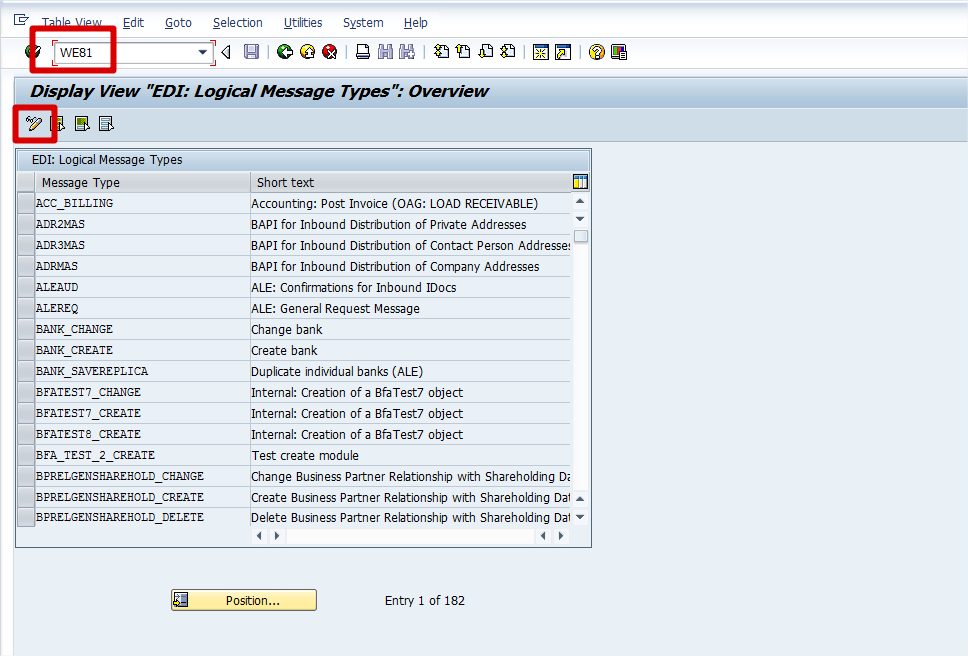 Table View Edit Goto Selection Utilities System Help
WE81
Display View "EDI: Logical Message Types": Overview
EDI: Logical Message Types
Message Type Short text
ACC_BILLING Accounting: Post Invoice (OAG: LOAD RECEIVABLE)
ADR2MAS BAPI for Inbound Distribution of Private Addresses
ADR3MAS BAPI for Inbound Distribution of Contact Person Addresses
ADRMAS BAPI for Inbound Distribution of Company Addresses
ALEAUD ALE: Confirmations for Inbound IDocs
ALEREQ ALE: General Request Message
BANK_CHANGE Change bank
BANK_CREATE Create bank
BANK_SAVEREPLICA Duplicate individual banks (ALE)
BFATEST7_CHANGE Internal: Creation of a BfaTest7 object
BFATEST7_CREATE Internal: Creation of a BfaTest7 object
BFATEST8_CREATE Internal: Creation of a BfaTest7 object
BFA_TEST_2_CREATE Test create module
BPRELGENSHAREHOLD_CHANGE Change Business Partner Relationship with Shareholding Da
BPRELGENSHAREHOLD_CREATE Create Business Partner Relationship with Shareholding Dat
BPRELGENSHAREHOLD_DELETE Delete Business Partner Relationship with Shareholding Dat
Position... Entry 1 of 182